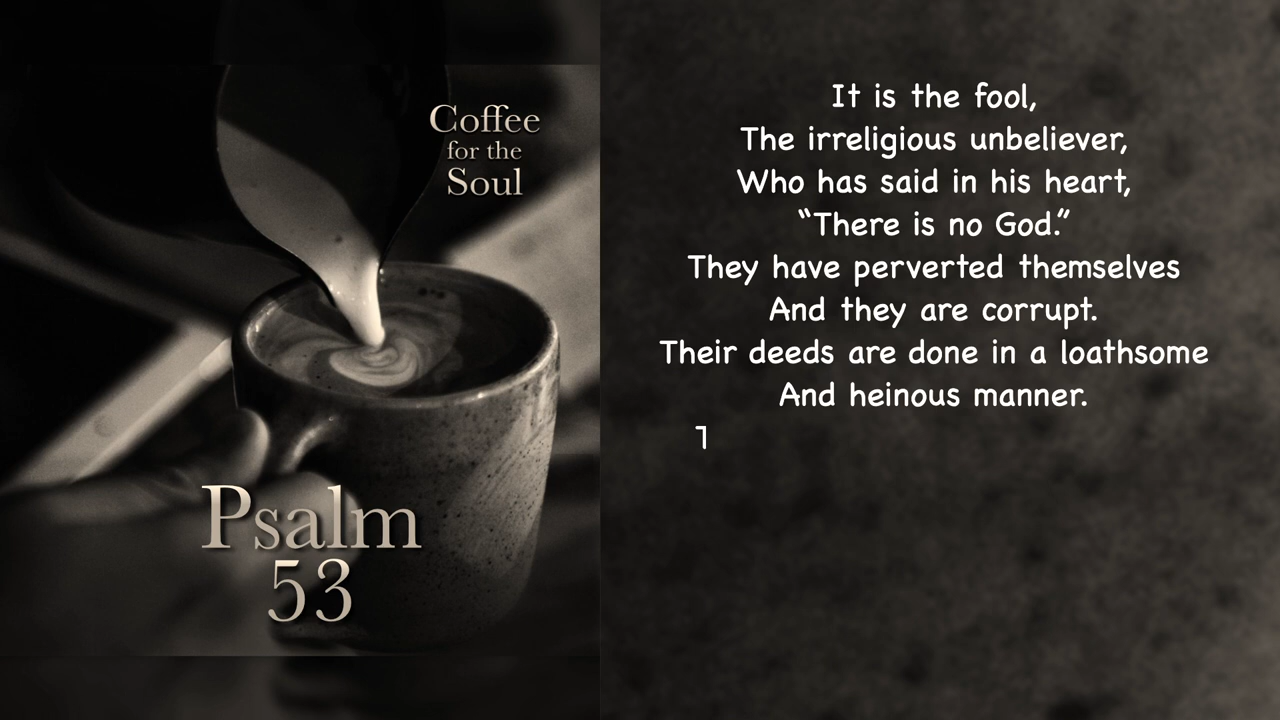 Coffee
for the
Soul
Psalm
53
It is the fool,
The irreligious unbeliever,
Who has said in his heart,
“There is no God.”
They have perverted themselves
And they are corrupt.
Their deeds are done in a loathsome
And heinous manner.